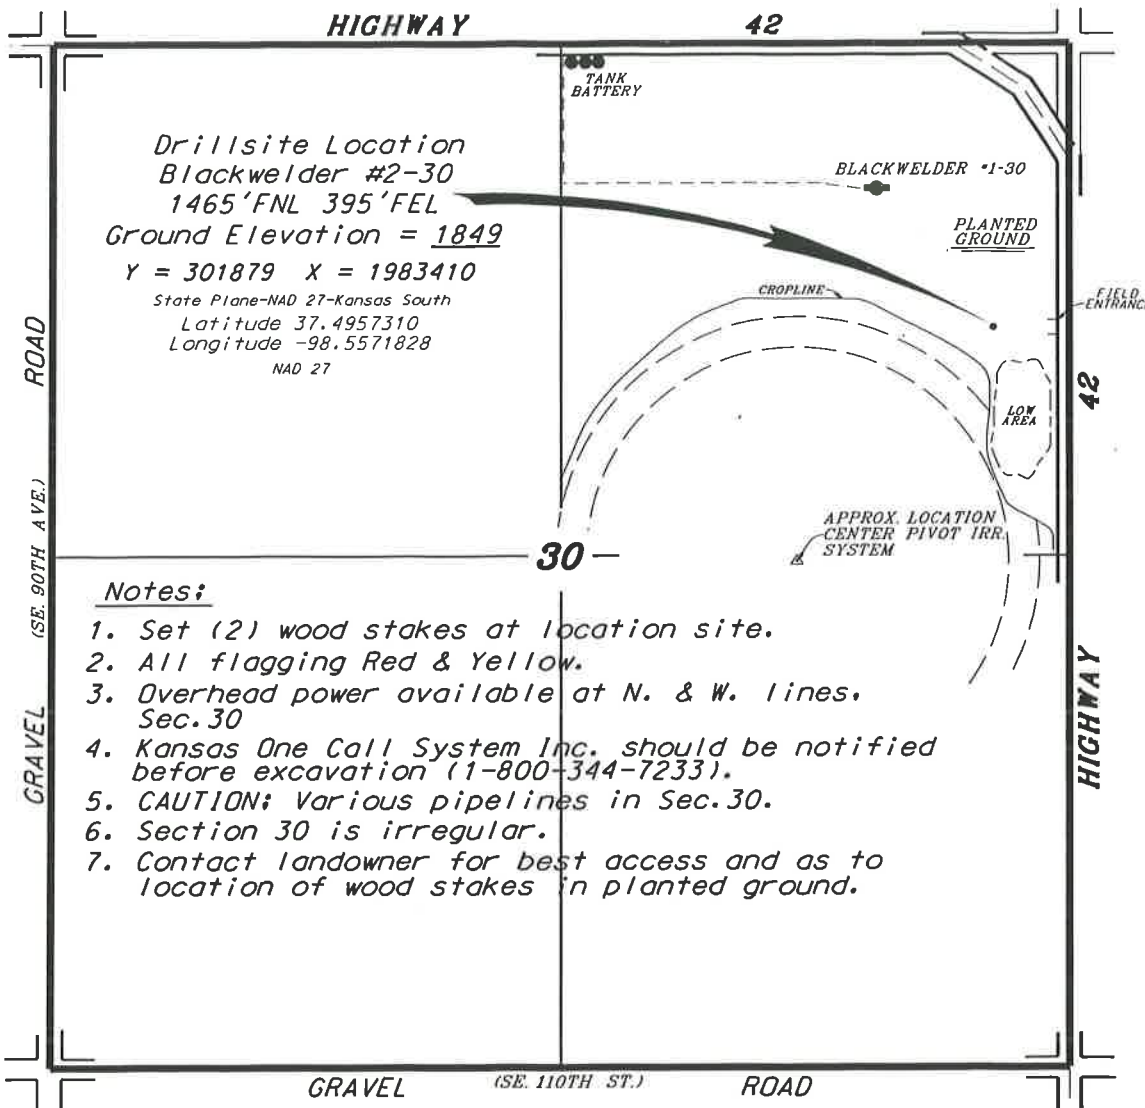 HIGHWAY 42
TANK
BATTERY
Drillsite Location
Blackwelder #2-30
1465'FNL 395'FEL
Ground Elevation = 1849
Y = 301879 X = 1983410
State Plane-NAD 27-Kansas South
Latitude 37.4957310
Longitude -98.5571828
NAD 27
BLACKWELDER #1-30
PLANTED
GROUND
CROPLINE
FIELD
ENTRANCE
LOW
AREA
42
HIGHWAY
GRAVEL (SE. 90TH AVE.) ROAD
APPROX. LOCATION
CENTER PIVOT IRR.
SYSTEM
30
Notes:
1. Set (2) wood stakes at location site.
2. All flagging Red & Yellow.
3. Overhead power available at N. & W. lines,
Sec.30
4. Kansas One Call System Inc. should be notified
before excavation (1-800-344-7233).
5. CAUTION: Various pipelines in Sec.30.
6. Section 30 is irregular.
7. Contact landowner for best access and as to
location of wood stakes in planted ground.
GRAVEL (SE. 110TH ST.) ROAD